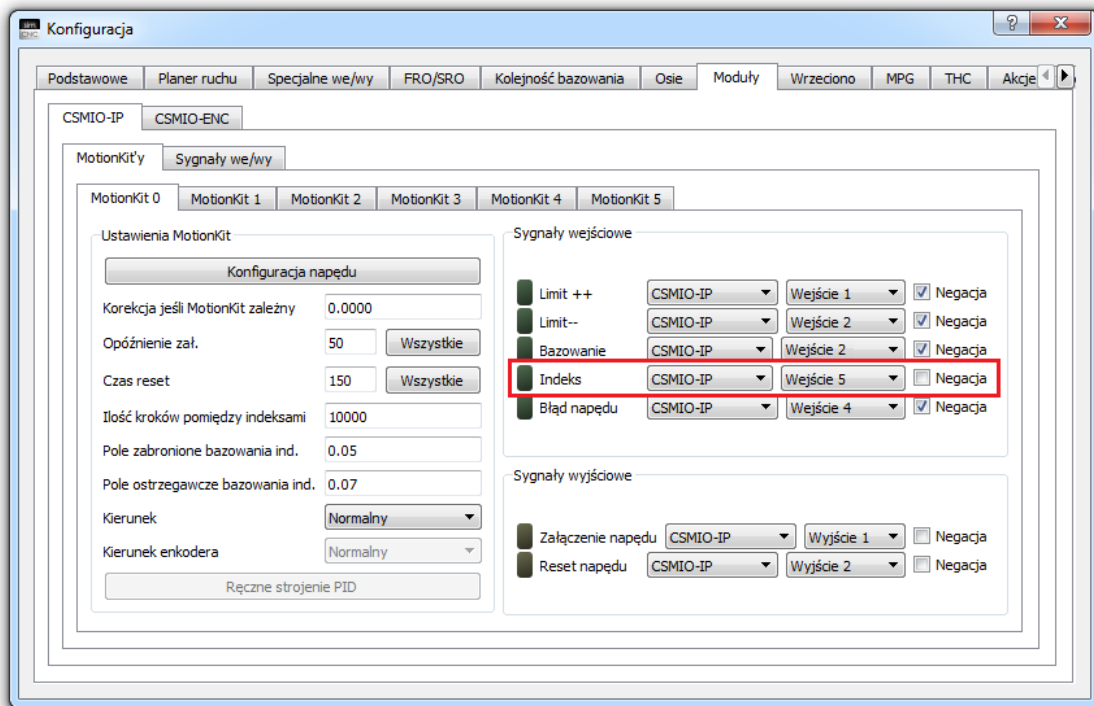 sim
ENC
Konfiguracja
?
Podstawowe Planer ruchu Specjalne we/wy FRO/SRO Kolejność bazowania Osie Moduły Wrzeciono MPG THC Akcje
CSMIO-IP CSMIO-ENC
MotionKit'y Sygnały we/wy
MotionKit 0 MotionKit 1 MotionKit 2 MotionKit 3 MotionKit 4 MotionKit 5
Ustawienia MotionKit
Konfiguracja napędu
Korekcja jeśli MotionKit zależny 0.0000
Opóźnienie zał. 50 Wszystkie
Czas reset 150 Wszystkie
Ilość kroków pomiędzy indeksami 10000
Pole zabronione bazowania ind. 0.05
Pole ostrzegawcze bazowania ind. 0.07
Kierunek Normalny
Kierunek enkodera Normalny
Ręczne strojenie PID
Sygnały wejściowe
Limit ++ CSMIO-IP Wejście 1 Negacja
Limit-- CSMIO-IP Wejście 2 Negacja
Bazowanie CSMIO-IP Wejście 2 Negacja
Indeks CSMIO-IP Wejście 5 Negacja
Błąd napędu CSMIO-IP Wejście 4 Negacja
Sygnały wyjściowe
Załączenie napędu CSMIO-IP Wyjście 1 Negacja
Reset napędu CSMIO-IP Wyjście 2 Negacja